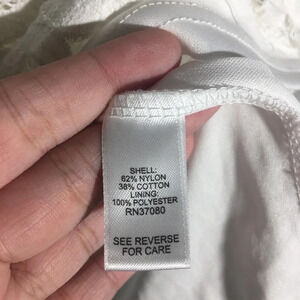 SHELL:
62% NYLON
38% COTTON
LINING:
100% POLYESTER
RN37080
SEE REVERSE
FOR CARE